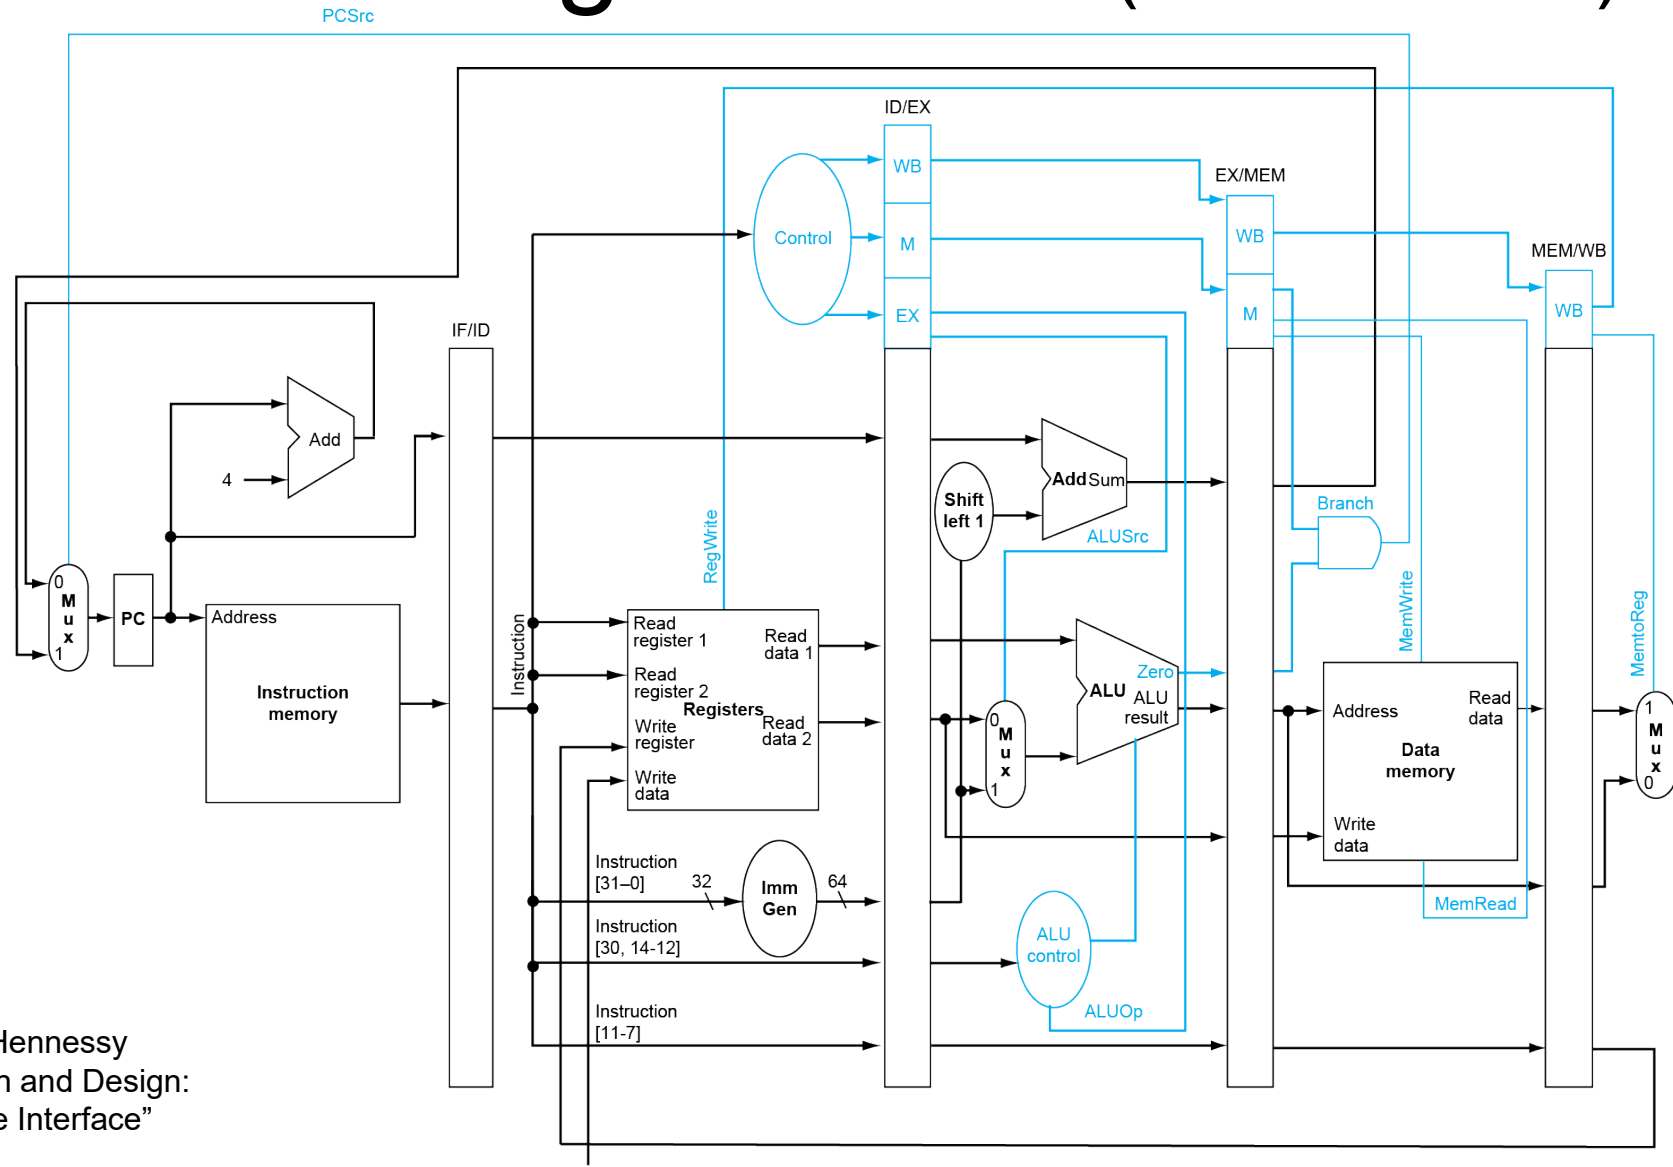 PCSrc
ID/EX
WB
EX/MEM
Control
M
WB
MEM/WB
EX
M
WB
IF/ID
Add
4
Add Sum
Shift
left 1
Branch
ALUSrc
RegWrite
MemWrite
MemtoReg
0
M
u
x
1
PC
Address
Instruction
memory
Instruction
Read
register 1
Read
data 1
Read
register 2
Registers
Write
register
Read
data 2
Write
data
0
M
u
x
1
Zero
ALU
ALU
result
Address
Read
data
Data
memory
Write
data
1
M
u
x
0
Instruction
[31–0]
32
Imm
Gen
64
MemRead
Instruction
[30, 14-12]
ALU
control
ALUOp
Instruction
[11-7]
Hennessy
n and Design:
e Interface”